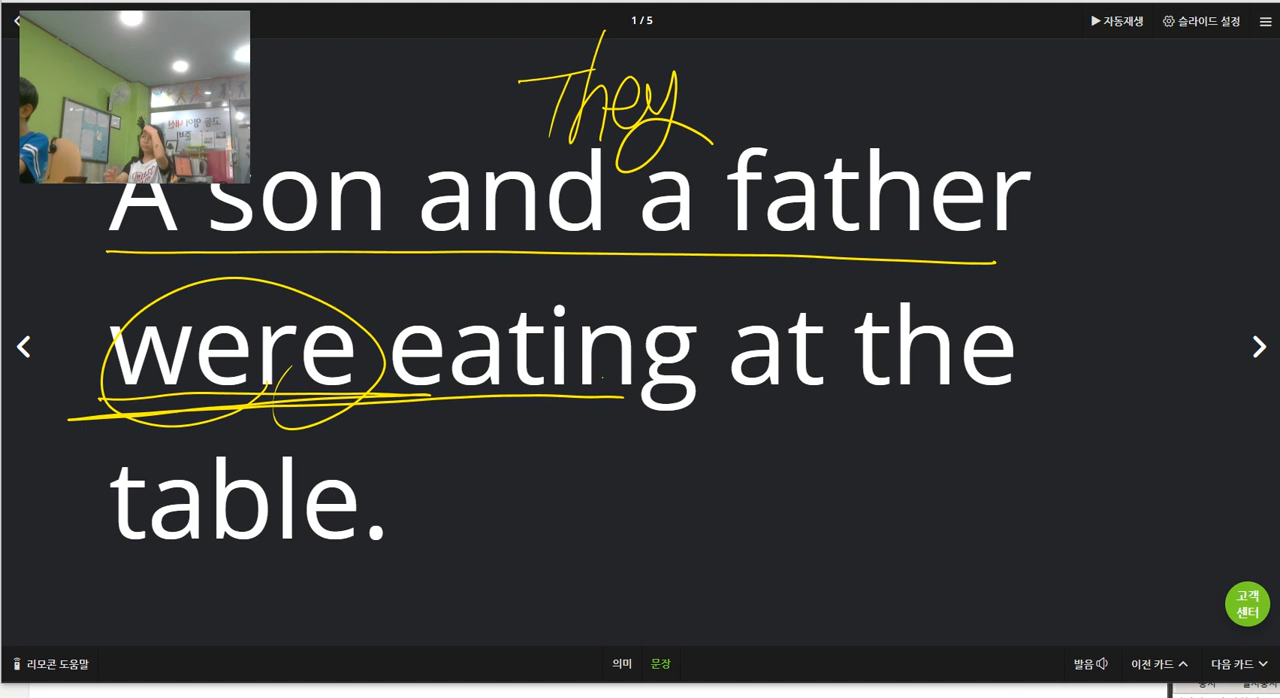 1 / 5
자동재생
슬라이드 설정
They
A son and a father
were eating at the
table.
고객
센터
리모콘 도움말
의미
문장
발음
이전 카드
다음 카드